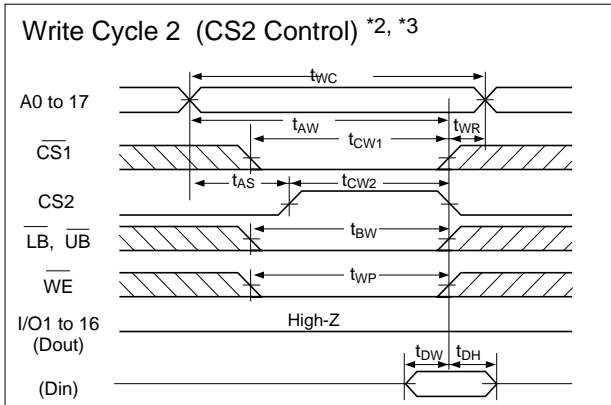 Write Cycle 2 (CS2 Control) *2, *3
tWC
A0 to 17
tAW
tCW1
tWR
CS1
tAS
tCW2
CS2
tBW
LB, UB
tWP
WE
I/O1 to 16
High-Z
(Dout)
tDW
tDH
(Din)